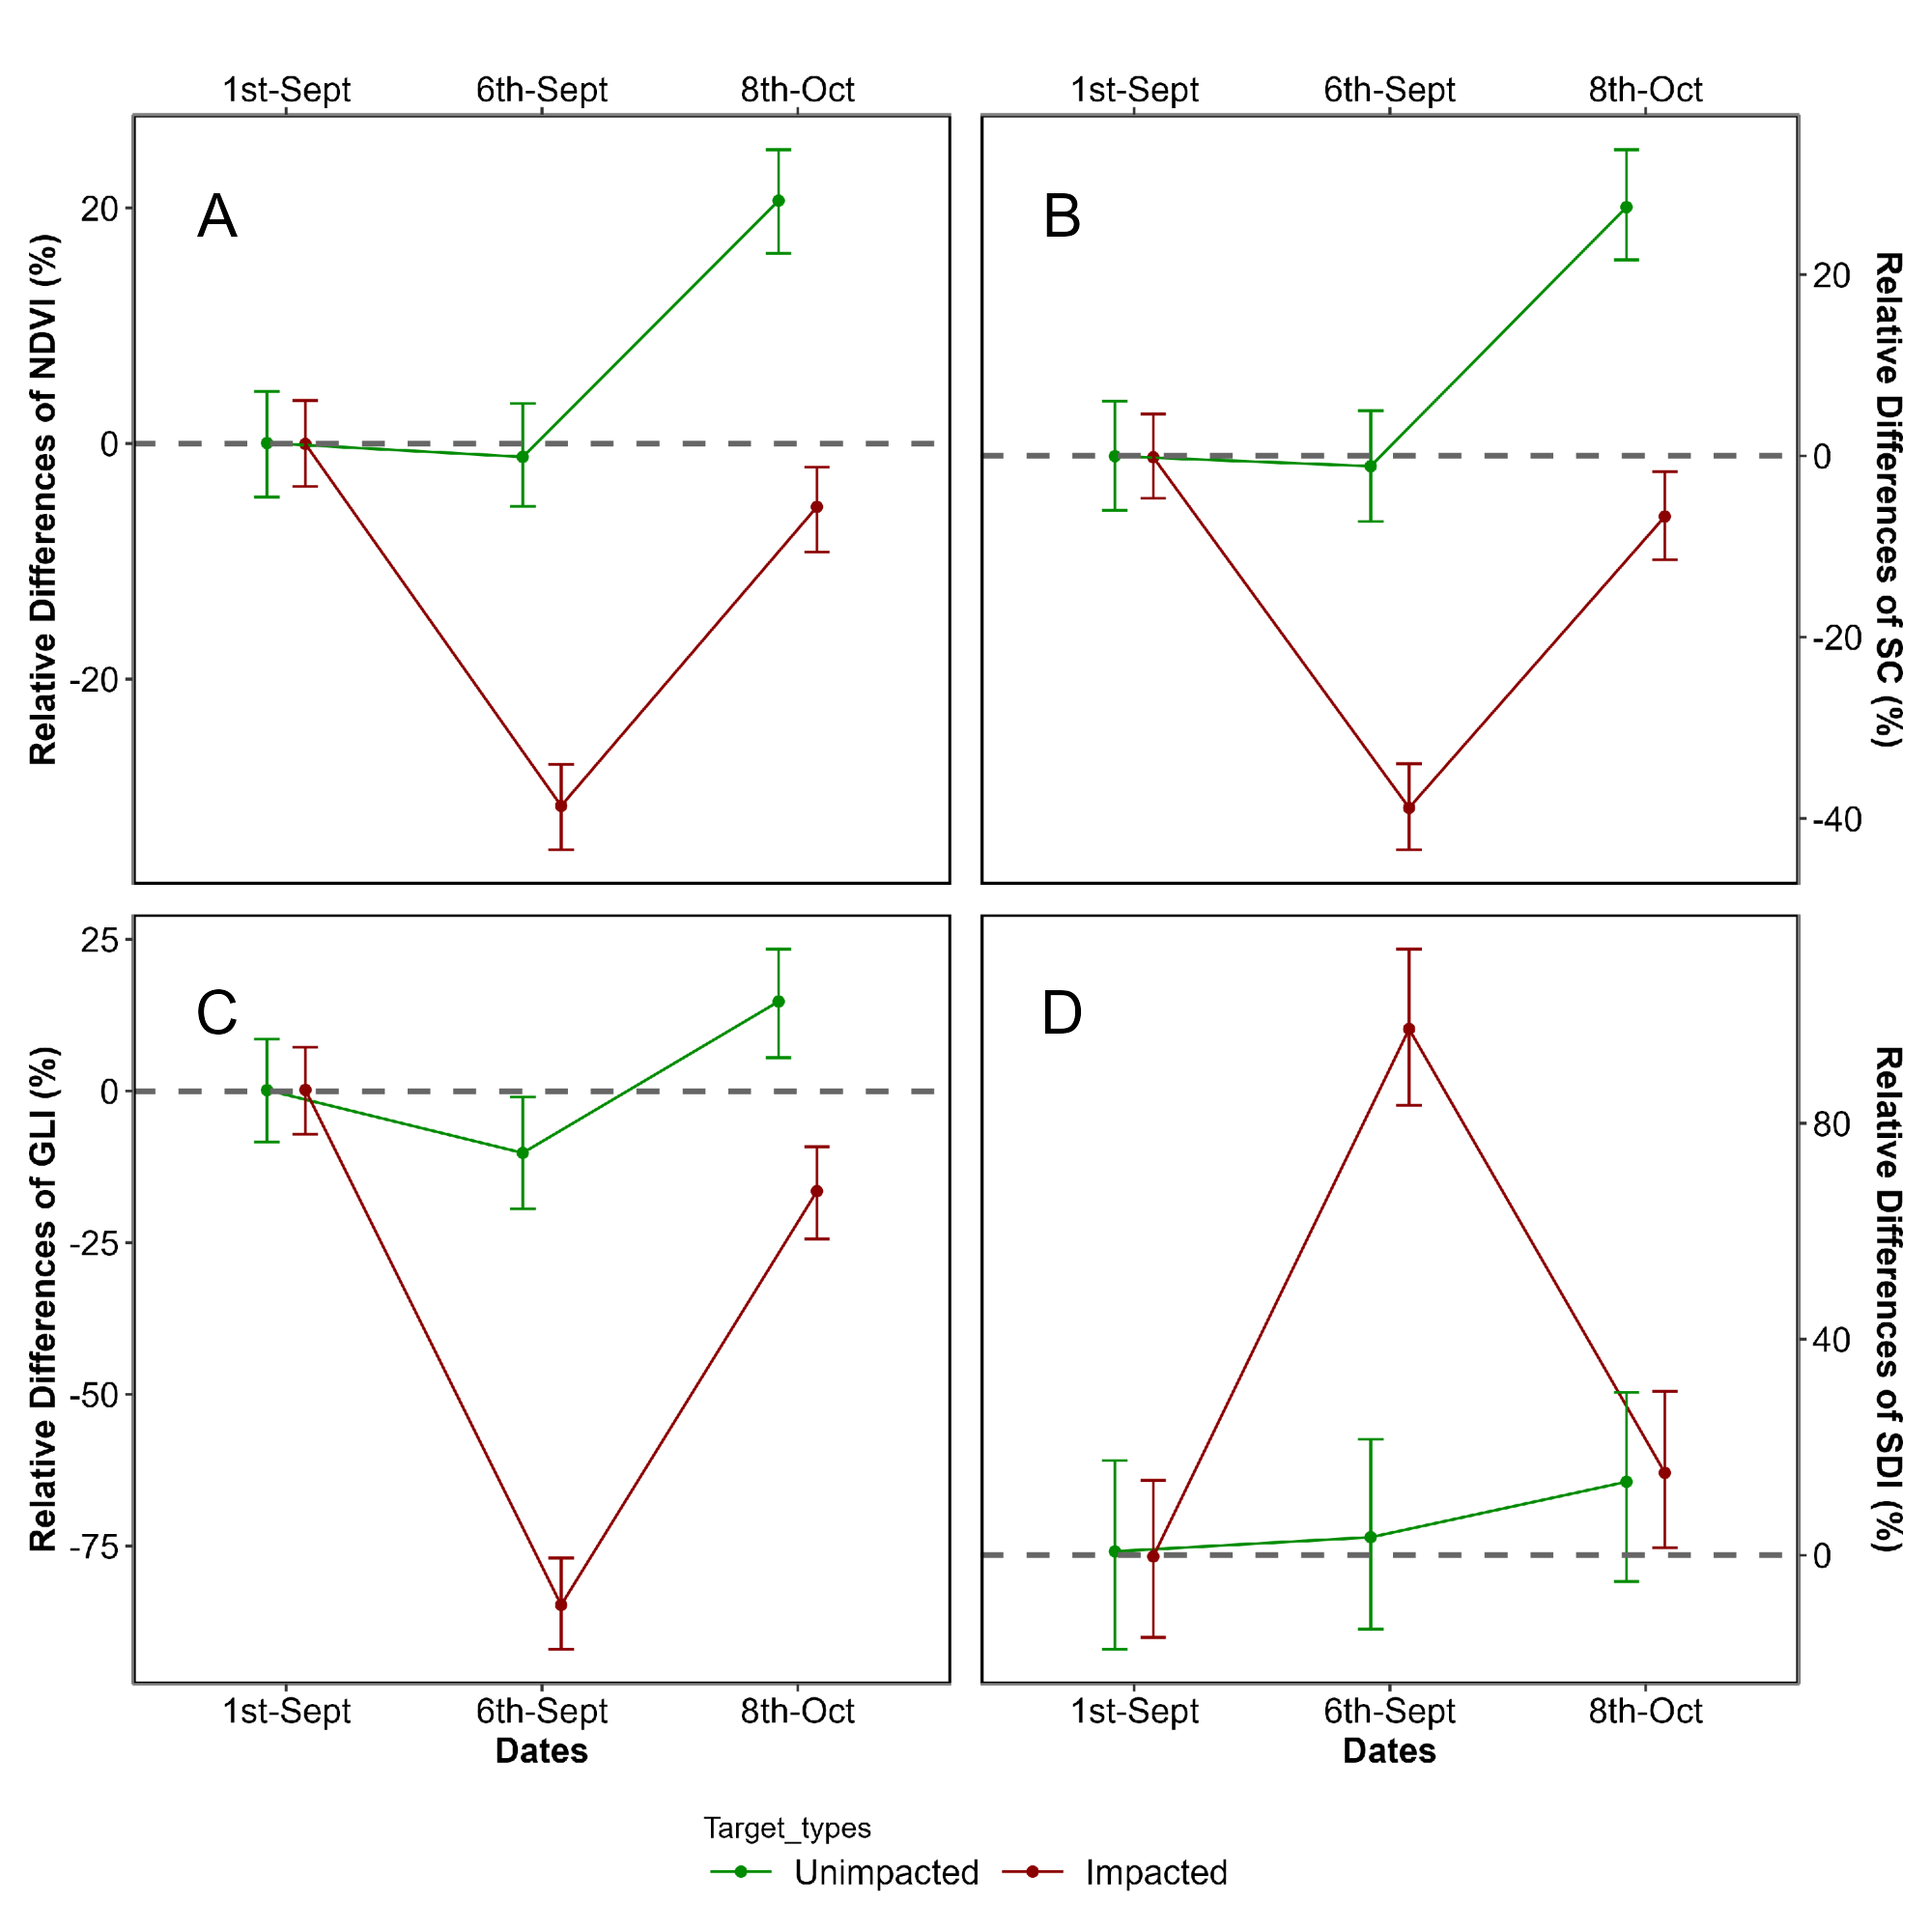 1st-Sept 6th-Sept 8th-Oct
1st-Sept 6th-Sept 8th-Oct
A
20
0
-20
Relative Differences of NDVI (%)
B
20
0
-20
-40
Relative Differences of SC (%)
C
25
0
-25
-50
-75
Relative Differences of GLI (%)
D
80
40
0
Relative Differences of SDI (%)
1st-Sept 6th-Sept 8th-Oct
Dates
1st-Sept 6th-Sept 8th-Oct
Dates
Target_types
Unimpacted Impacted